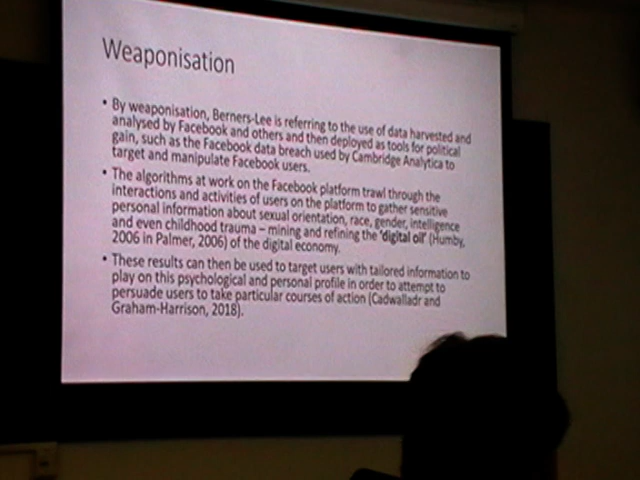 Weaponisation
• By weaponisation, Berners-Lee is referring to the use of data harvested and
analysed by Facebook and others and then deployed as tools for political
gain, such as the Facebook data breach used by Cambridge Analytica to
target and manipulate Facebook users.
• The algorithms at work on the Facebook platform trawl through the
interactions and activities of users on the platform to gather sensitive
personal information about sexual orientation, race, gender, intelligence
and even childhood trauma – mining and refining the 'digital oil' (Humby,
2006 in Palmer, 2006) of the digital economy.
• These results can then be used to target users with tailored information to
play on this psychological and personal profile in order to attempt to
persuade users to take particular courses of action (Cadwalladr and
Graham-Harrison, 2018).